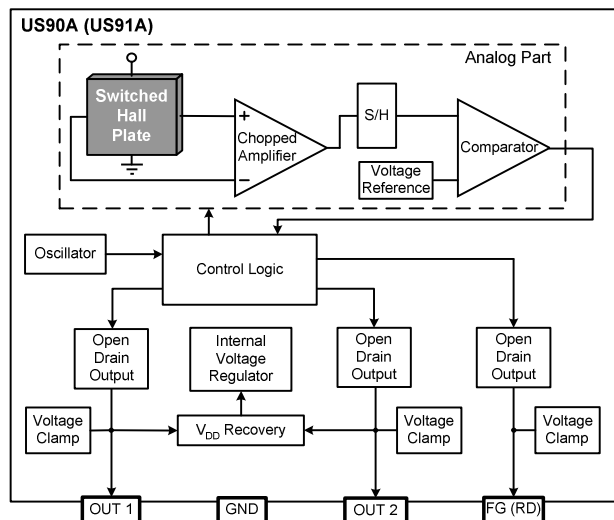 US90A (US91A)
Analog Part
Switched
Hall
Plate
+
−
Chopped
Amplifier
S/H
Voltage
Reference
Comparator
Oscillator
Control Logic
Open
Drain
Output
Internal
Voltage
Regulator
Open
Drain
Output
Open
Drain
Output
Voltage
Clamp
VDD Recovery
Voltage
Clamp
Voltage
Clamp
OUT 1
GND
OUT 2
FG (RD)